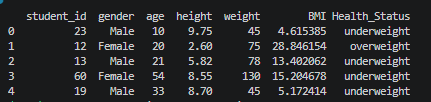 student_id gender age height weight BMI Health_Status
0 23 Male 10 9.75 45 4.615385 underweight
1 12 Female 20 2.60 75 28.846154 overweight
2 13 Male 21 5.82 78 13.402062 underweight
3 60 Female 54 8.55 130 15.204678 underweight
4 19 Male 33 8.70 45 5.172414 underweight